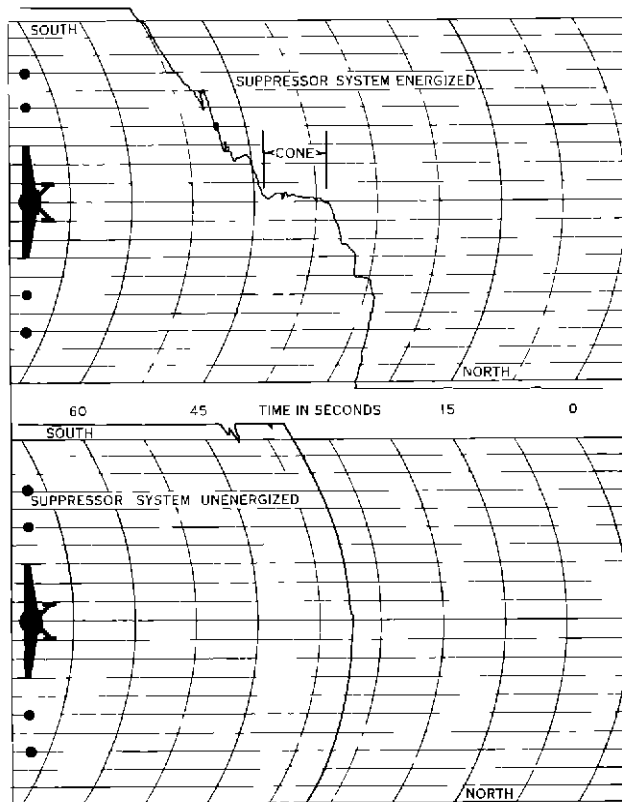 SOUTH
SUPPRESSOR SYSTEM ENERGIZED
CONE
NORTH
60 45 TIME IN SECONDS 15 0
SOUTH
SUPPRESSOR SYSTEM UNENERGIZED
NORTH